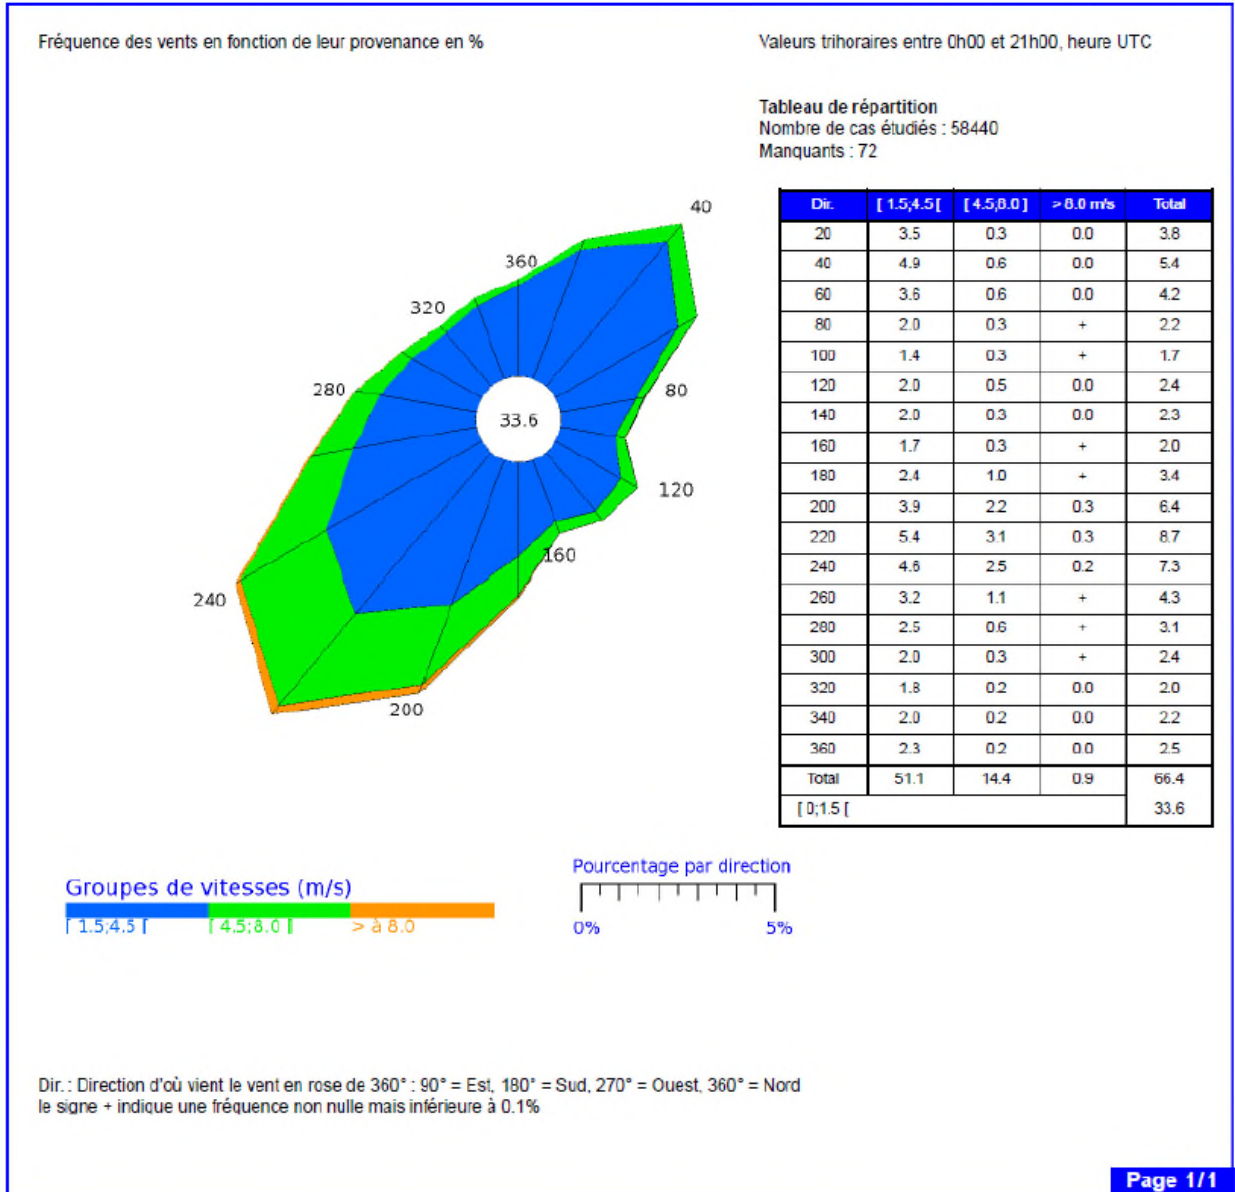 Fréquence des vents en fonction de leur provenance en %
Valeurs trihoraires entre 0h00 et 21h00, heure UTC
Tableau de répartition
Nombre de cas étudiés : 58440
Manquants : 72
40
360
320
280
80
33.6
120
160
240
200
Dir. [ 1.5;4.5 [ [ 4.5;8.0 ] > 8.0 m/s Total
20 3.5 0.3 0.0 3.8
40 4.9 0.6 0.0 5.4
60 3.6 0.6 0.0 4.2
80 2.0 0.3 + 2.2
100 1.4 0.3 + 1.7
120 2.0 0.5 0.0 2.4
140 2.0 0.3 0.0 2.3
160 1.7 0.3 + 2.0
180 2.4 1.0 + 3.4
200 3.9 2.2 0.3 6.4
220 5.4 3.1 0.3 8.7
240 4.6 2.5 0.2 7.3
260 3.2 1.1 + 4.3
280 2.5 0.6 + 3.1
300 2.0 0.3 + 2.4
320 1.8 0.2 0.0 2.0
340 2.0 0.2 0.0 2.2
360 2.3 0.2 0.0 2.5
Total 51.1 14.4 0.9 66.4
[ 0;1.5 [ 33.6
Groupes de vitesses (m/s)
[ 1.5;4.5 [ [ 4.5;8.0 ] > à 8.0
Pourcentage par direction
0% 5%
Dir. : Direction d'où vient le vent en rose de 360° : 90° = Est, 180° = Sud, 270° = Ouest, 360° = Nord
le signe + indique une fréquence non nulle mais inférieure à 0.1%
Page 1/1